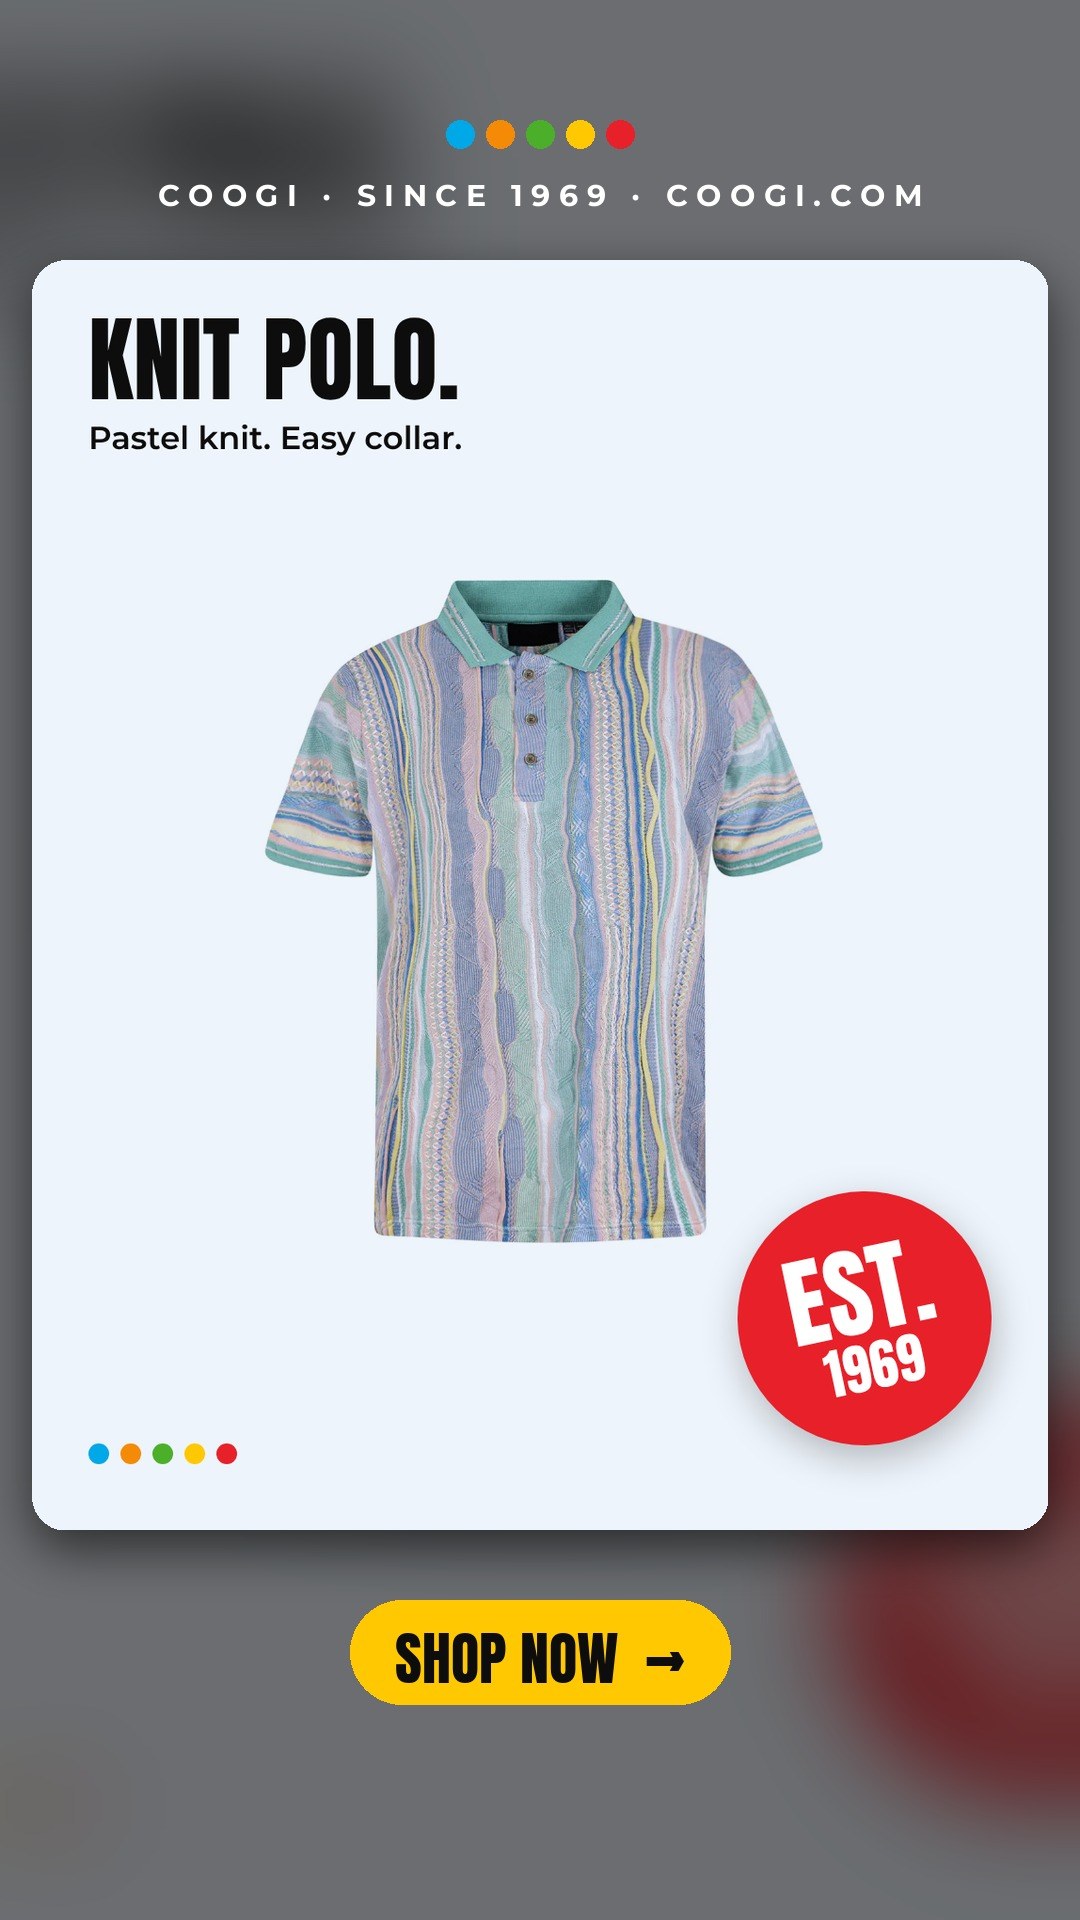 COOGI · SINCE 1969 · COOGI.COM
KNIT POLO.
Pastel knit. Easy collar.
EST.
1969
SHOP NOW →